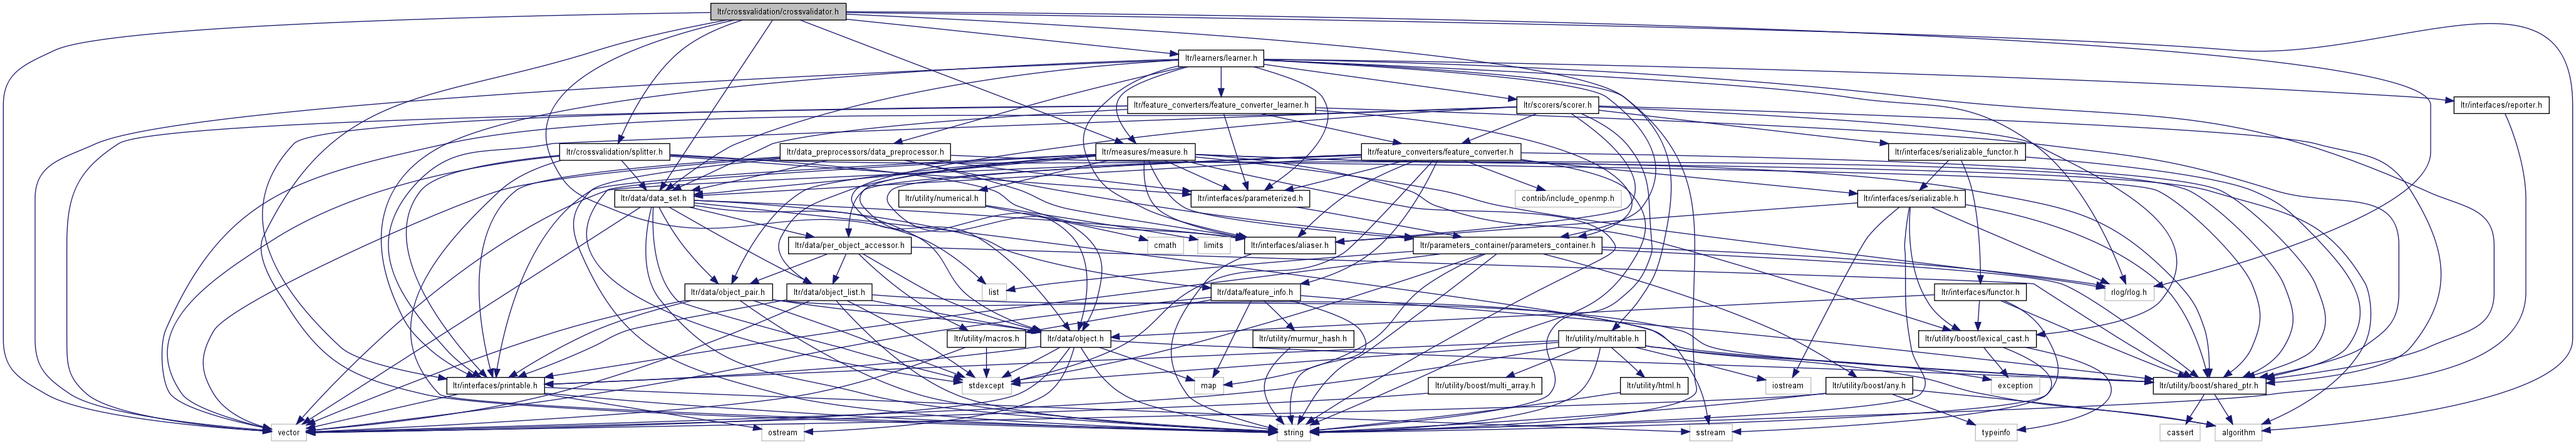 ltr/crossvalidation/crossvalidator.h
ltr/learners/learner.h
ltr/feature_converters/feature_converter_learner.h
ltr/scorers/scorer.h
ltr/interfaces/reporter.h
ltr/crossvalidation/splitter.h
ltr/data_preprocessors/data_preprocessor.h
ltr/measures/measure.h
ltr/feature_converters/feature_converter.h
ltr/interfaces/serializable_functor.h
ltr/data/data_set.h
ltr/utility/numerical.h
ltr/interfaces/parameterized.h
contrib/include_openmp.h
ltr/interfaces/serializable.h
ltr/data/per_object_accessor.h
cmath
limits
ltr/interfaces/aliaser.h
ltr/parameters_container/parameters_container.h
ltr/data/object_pair.h
ltr/data/object_list.h
list
ltr/data/feature_info.h
ltr/interfaces/functor.h
rlog/rlog.h
ltr/utility/macros.h
ltr/data/object.h
ltr/utility/murmur_hash.h
ltr/utility/multitable.h
ltr/utility/boost/lexical_cast.h
ltr/interfaces/printable.h
stdexcept
map
ltr/utility/boost/multi_array.h
ltr/utility/html.h
iostream
ltr/utility/boost/any.h
exception
ltr/utility/boost/shared_ptr.h
vector
ostream
string
sstream
typeinfo
cassert
algorithm